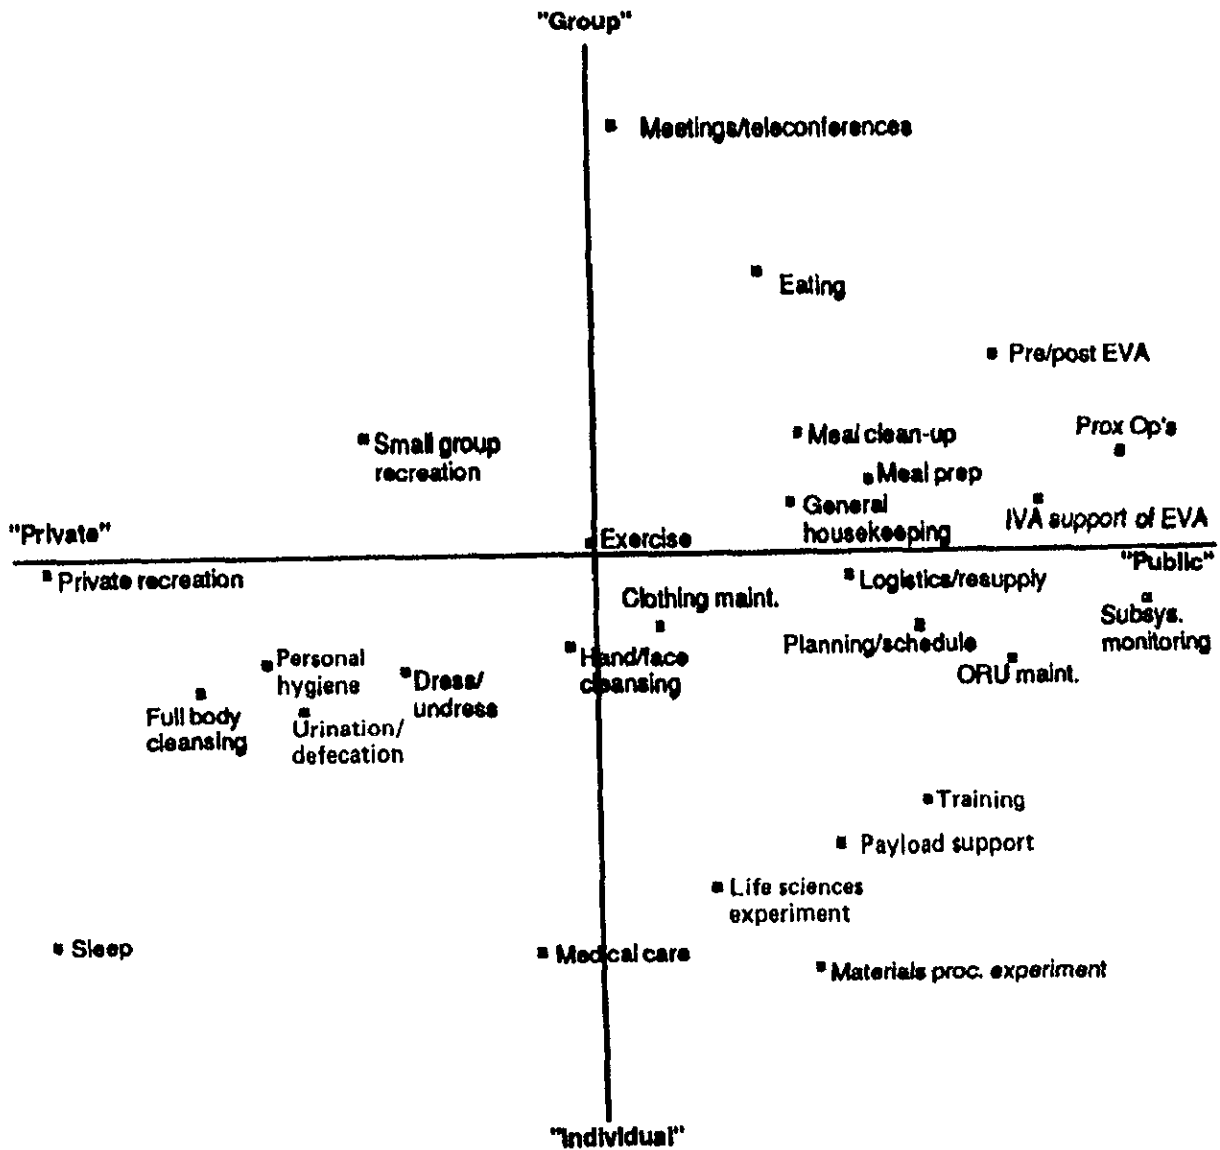 "Group"
Meetings/teleconferences
Eating
Pre/post EVA
Small group
recreation
Meal clean-up
Prox Op's
Meal prep
General
housekeeping
IVA support of EVA
"Private"
Exercise
"Public"
Private recreation
Logistics/resupply
Clothing maint.
Subsys.
monitoring
Planning/schedule
Hand/face
cleansing
ORU maint.
Personal
hygiene
Dress/
undress
Full body
cleansing
Urination/
defecation
Training
Payload support
Life sciences
experiment
Sleep
Medical care
Materials proc. experiment
"Individual"